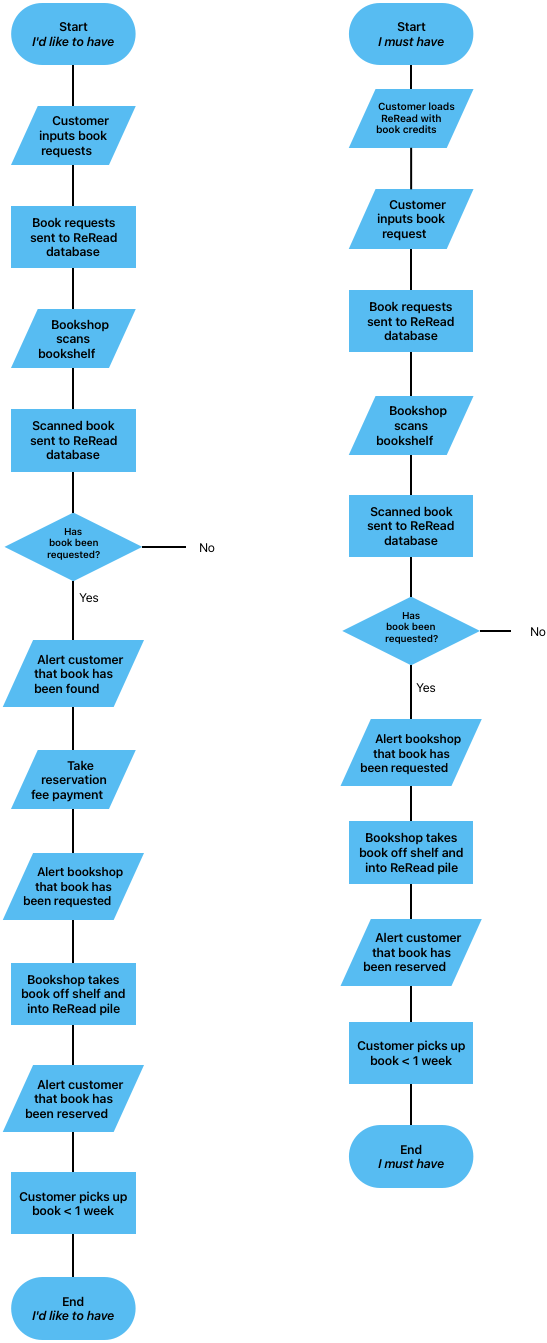 Start
I'd like to have
Customer
inputs book
requests
Book requests
sent to ReRead
database
Bookshop
scans
bookshelf
Scanned book
sent to ReRead
database
Has
book been
requested?
No
Yes
Alert customer
that book has
been found
Take
reservation
fee payment
Alert bookshop
that book has
been requested
Bookshop takes
book off shelf and
into ReRead pile
Alert customer
that book has
been reserved
Customer picks up
book < 1 week
End
I'd like to have
Start
I must have
Customer loads
ReRead with
book credits
Customer
inputs book
request
Book requests
sent to ReRead
database
Bookshop
scans
bookshelf
Scanned book
sent to ReRead
database
Has
book been
requested?
No
Yes
Alert bookshop
that book has
been requested
Bookshop takes
book off shelf and
into ReRead pile
Alert customer
that book has
been reserved
Customer picks up
book < 1 week
End
I must have